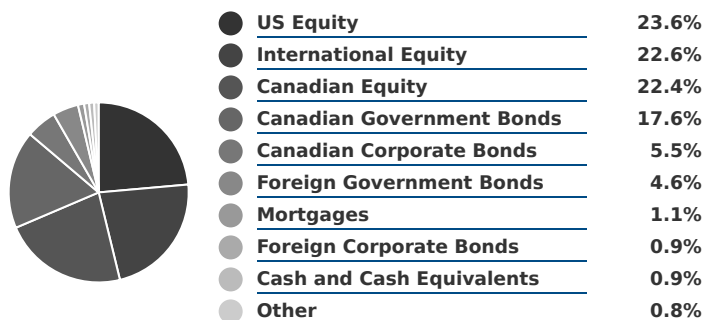 US Equity 23.6%
International Equity 22.6%
Canadian Equity 22.4%
Canadian Government Bonds 17.6%
Canadian Corporate Bonds 5.5%
Foreign Government Bonds 4.6%
Mortgages 1.1%
Foreign Corporate Bonds 0.9%
Cash and Cash Equivalents 0.9%
Other 0.8%